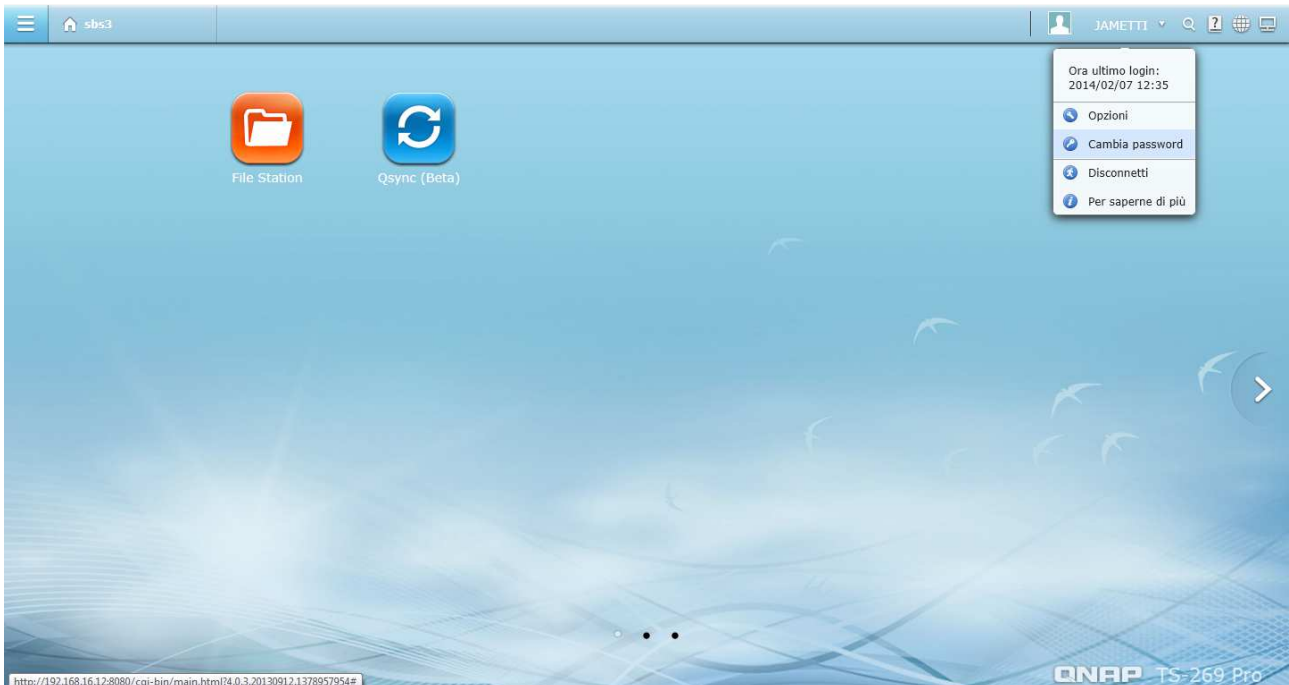 sbs3
JAMETTI
Ora ultimo login:
2014/02/07 12:35
Opzioni
Cambia password
Disconnetti
Per saperne di più
File Station
Qsync (Beta)
QNAP TS-269 Pro
http://192.168.16.12:8080/cgi-bin/main.html?4.0.3.20130912.1378957954#